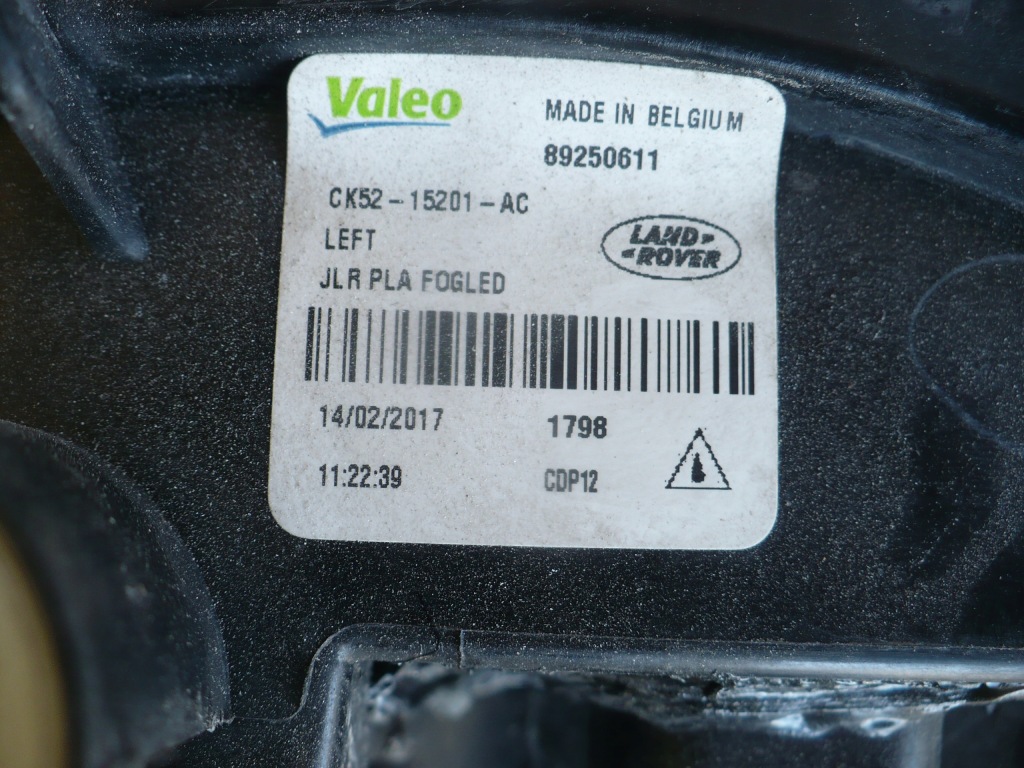 Valeo
MADE IN BELGIUM
89250611
CK52-15201-AC
LEFT
LAND-
-ROVER
JLR PLA FOGLED
14/02/2017
1798
11:22:39
CDP12